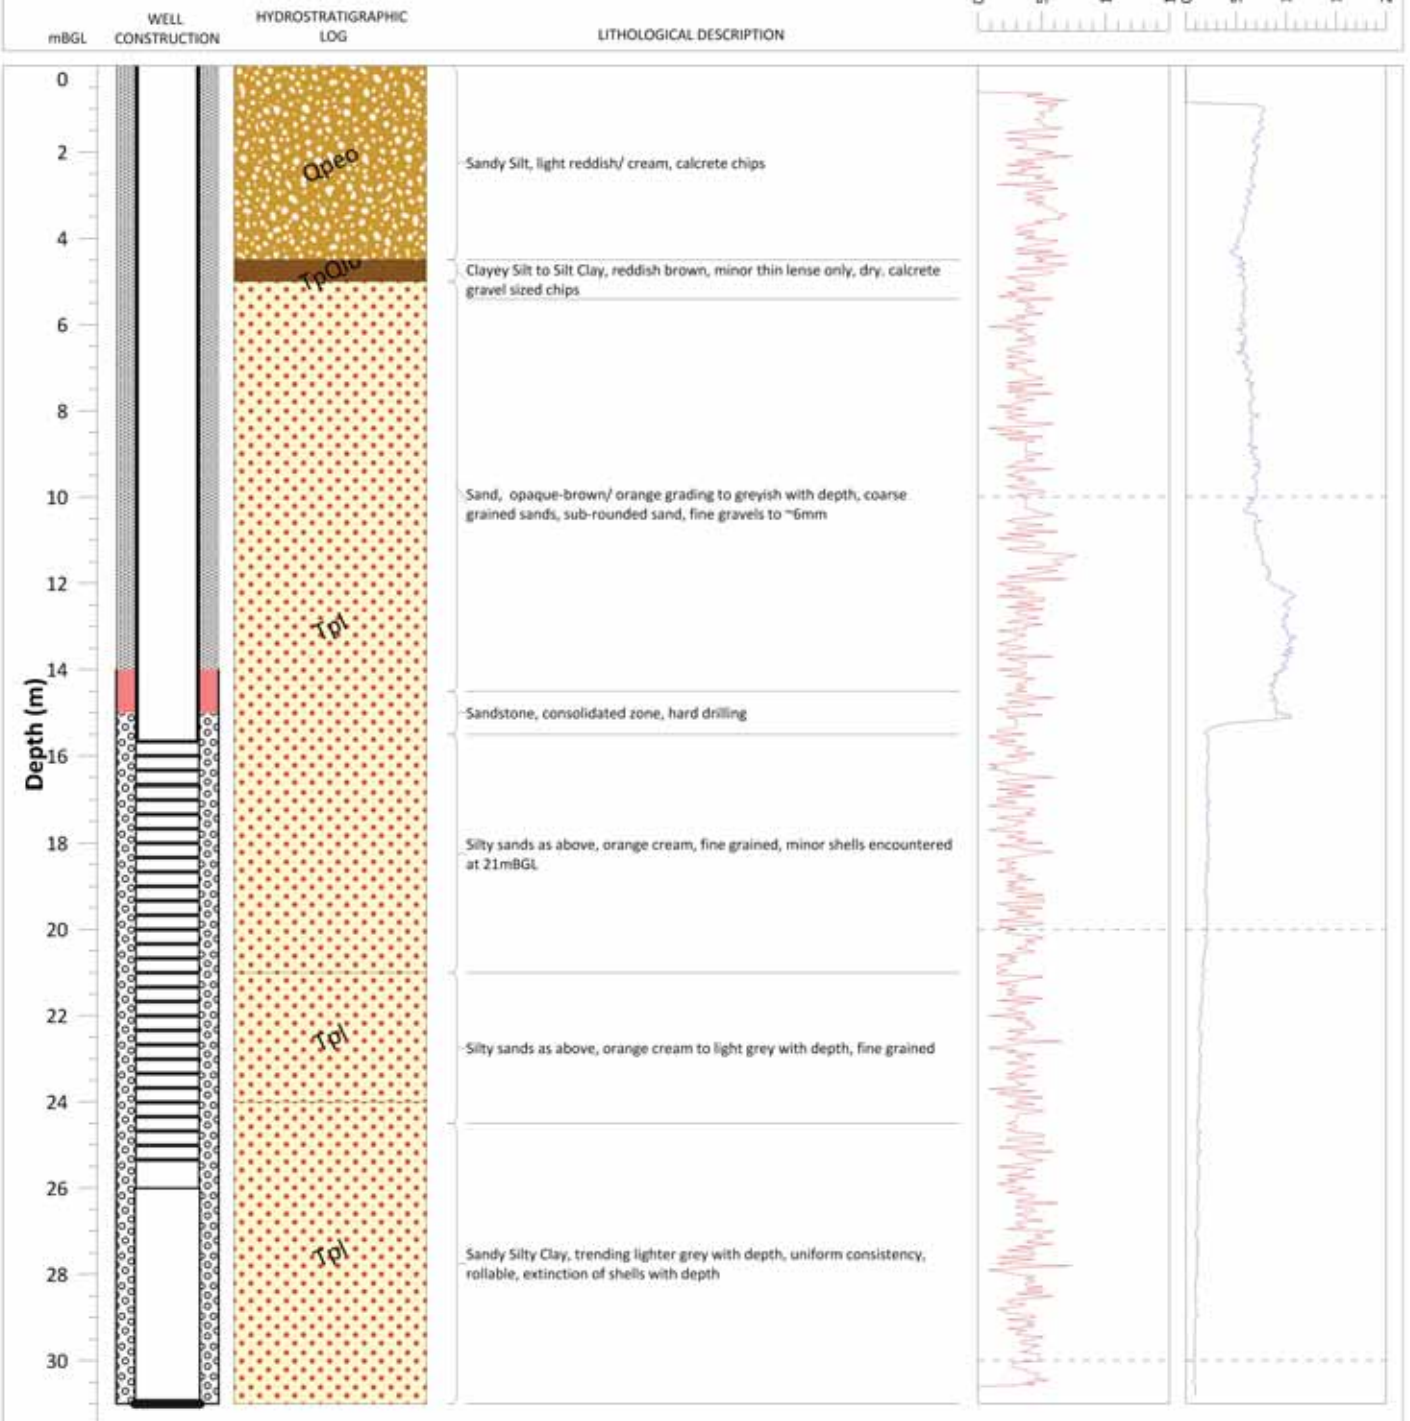 WELL
CONSTRUCTION
HYDROSTRATIGRAPHIC
LOG
mBGL
LITHOLOGICAL DESCRIPTION
0
2
4
6
8
10
12
14
16
18
20
22
24
26
28
30
Depth (m)
Qpeo
Tpl
Tpl
Tpl
Sandy Silt, light reddish/ cream, calcrete chips
Clayey Silt to Silt Clay, reddish brown, minor thin lense only, dry. calcrete
gravel sized chips
Sand, opaque-brown/ orange grading to greyish with depth, coarse
grained sands, sub-rounded sand, fine gravels to ~6mm
Sandstone, consolidated zone, hard drilling
Silty sands as above, orange cream, fine grained, minor shells encountered
at 21mBGL
Silty sands as above, orange cream to light grey with depth, fine grained
Sandy Silty Clay, trending lighter grey with depth, uniform consistency,
rollable, extinction of shells with depth